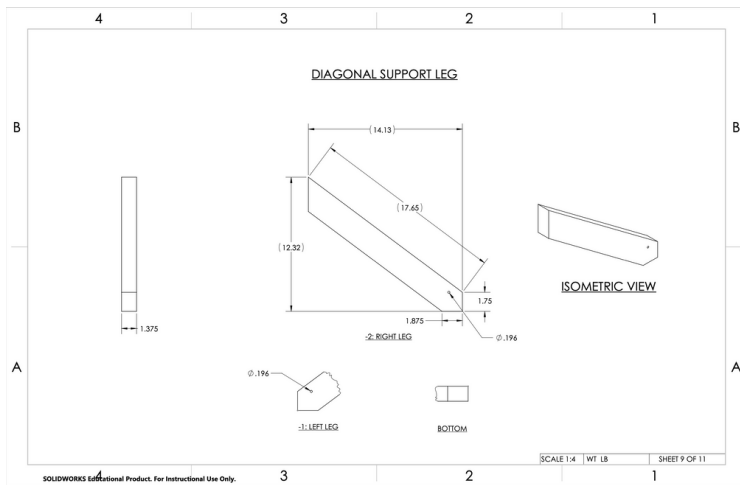 4 3 2 1
DIAGONAL SUPPORT LEG
B B
(14.13)
(17.65)
(12.32)
ISOMETRIC VIEW
1.75
1.875
1.375
-2: RIGHT LEG
Ø.196
A A
Ø.196
-1: LEFT LEG
BOTTOM
SCALE 1:4 WT LB SHEET 9 OF 11
4 3 2 1
SOLIDWORKS Educational Product. For Instructional Use Only.